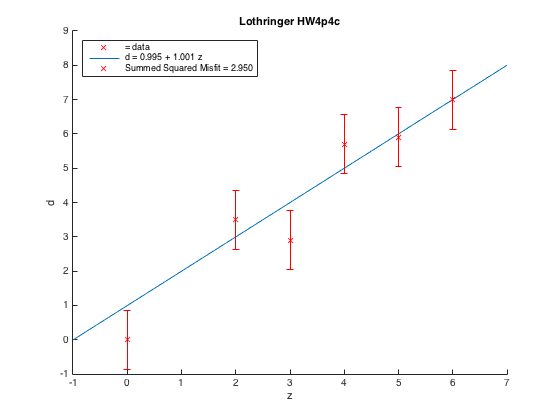 Lothringer HW4p4c
= data
d = 0.995 + 1.001 z
Summed Squared Misfit = 2.950
9
8
7
6
5
4
3
2
1
0
-1
d
-1 0 1 2 3 4 5 6 7
z